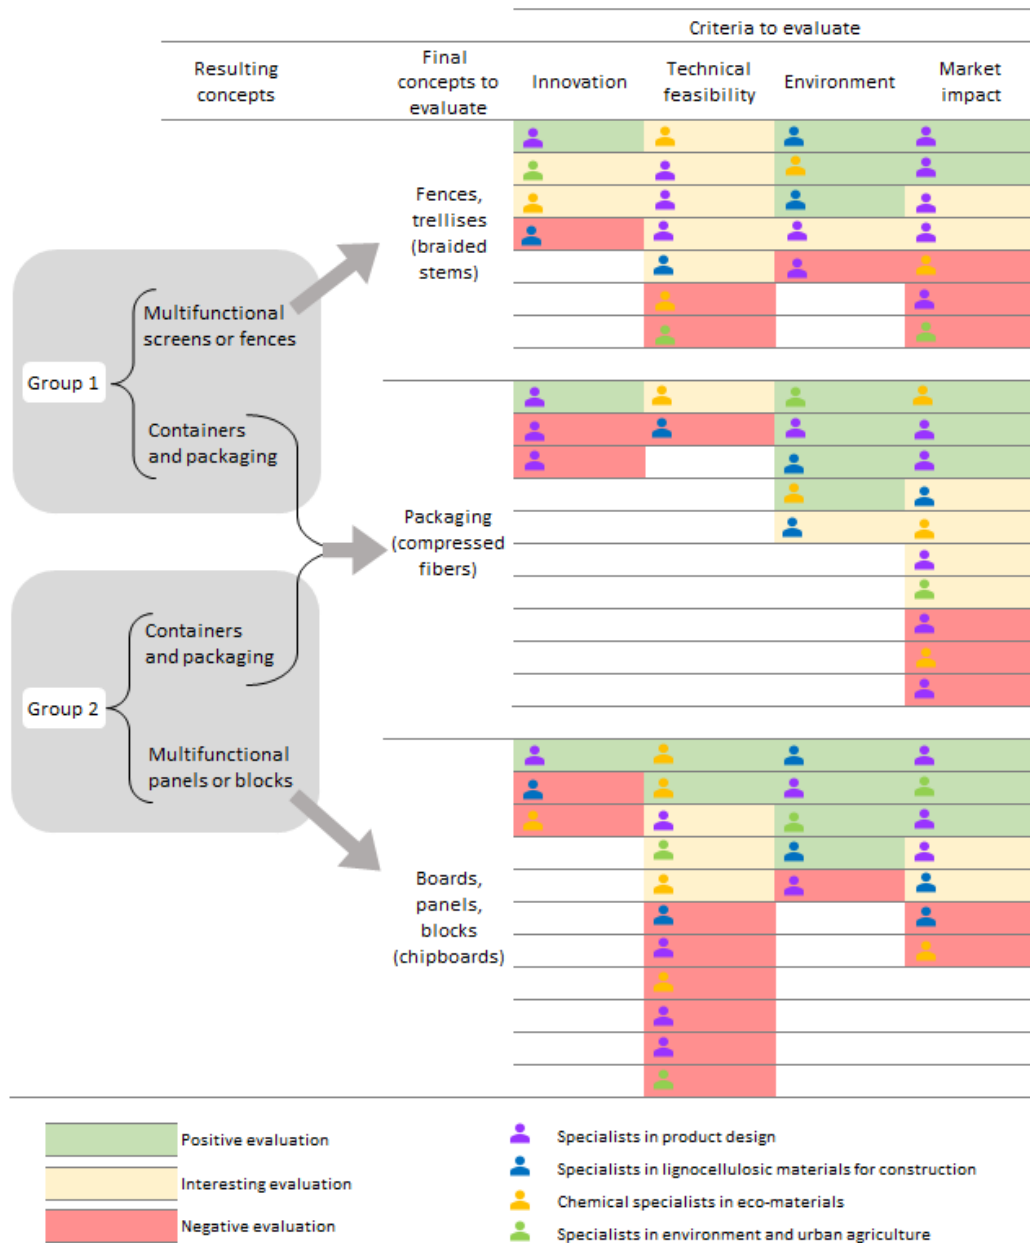 Criteria to evaluate
Resulting
concepts
Final
concepts to
evaluate
Innovation
Technical
feasibility
Environment
Market
impact
Fences,
trellises
(braided
stems)
Multifunctional
screens or fences
Group 1
Containers
and packaging
Packaging
(compressed
fibers)
Containers
and packaging
Group 2
Multifunctional
panels or blocks
Boards,
panels,
blocks
(chipboards)
Positive evaluation
Interesting evaluation
Negative evaluation
Specialists in product design
Specialists in lignocellulosic materials for construction
Chemical specialists in eco-materials
Specialists in environment and urban agriculture